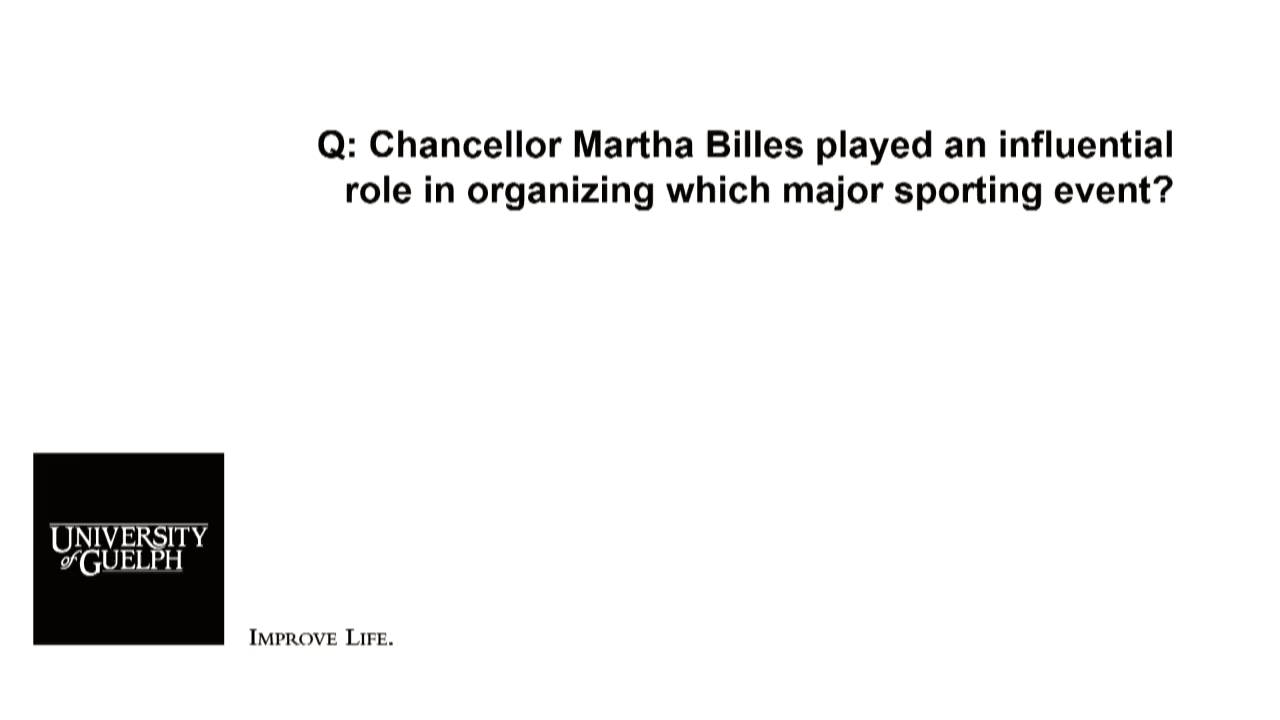 Q: Chancellor Martha Billes played an influential
role in organizing which major sporting event?
UNIVERSITY
of GUELPH
IMPROVE LIFE.